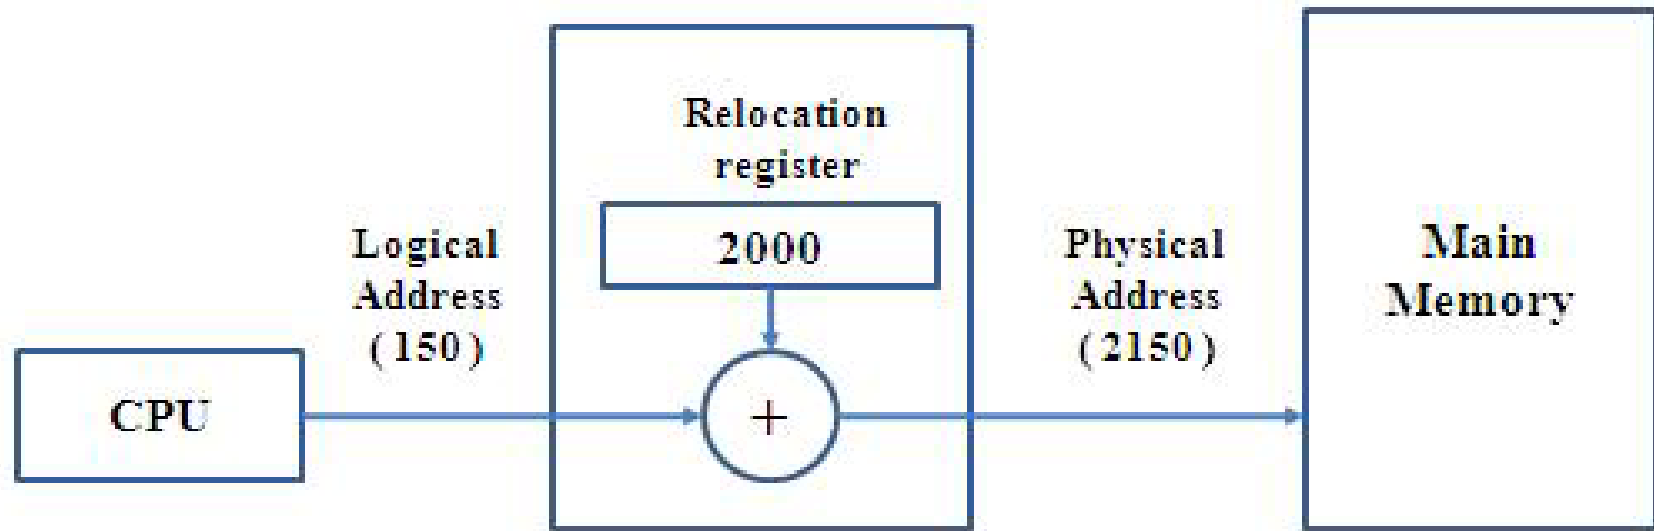 Relocation
register
2000
Logical
Address
( 150 )
Physical
Address
( 2150 )
Main
Memory
CPU
+